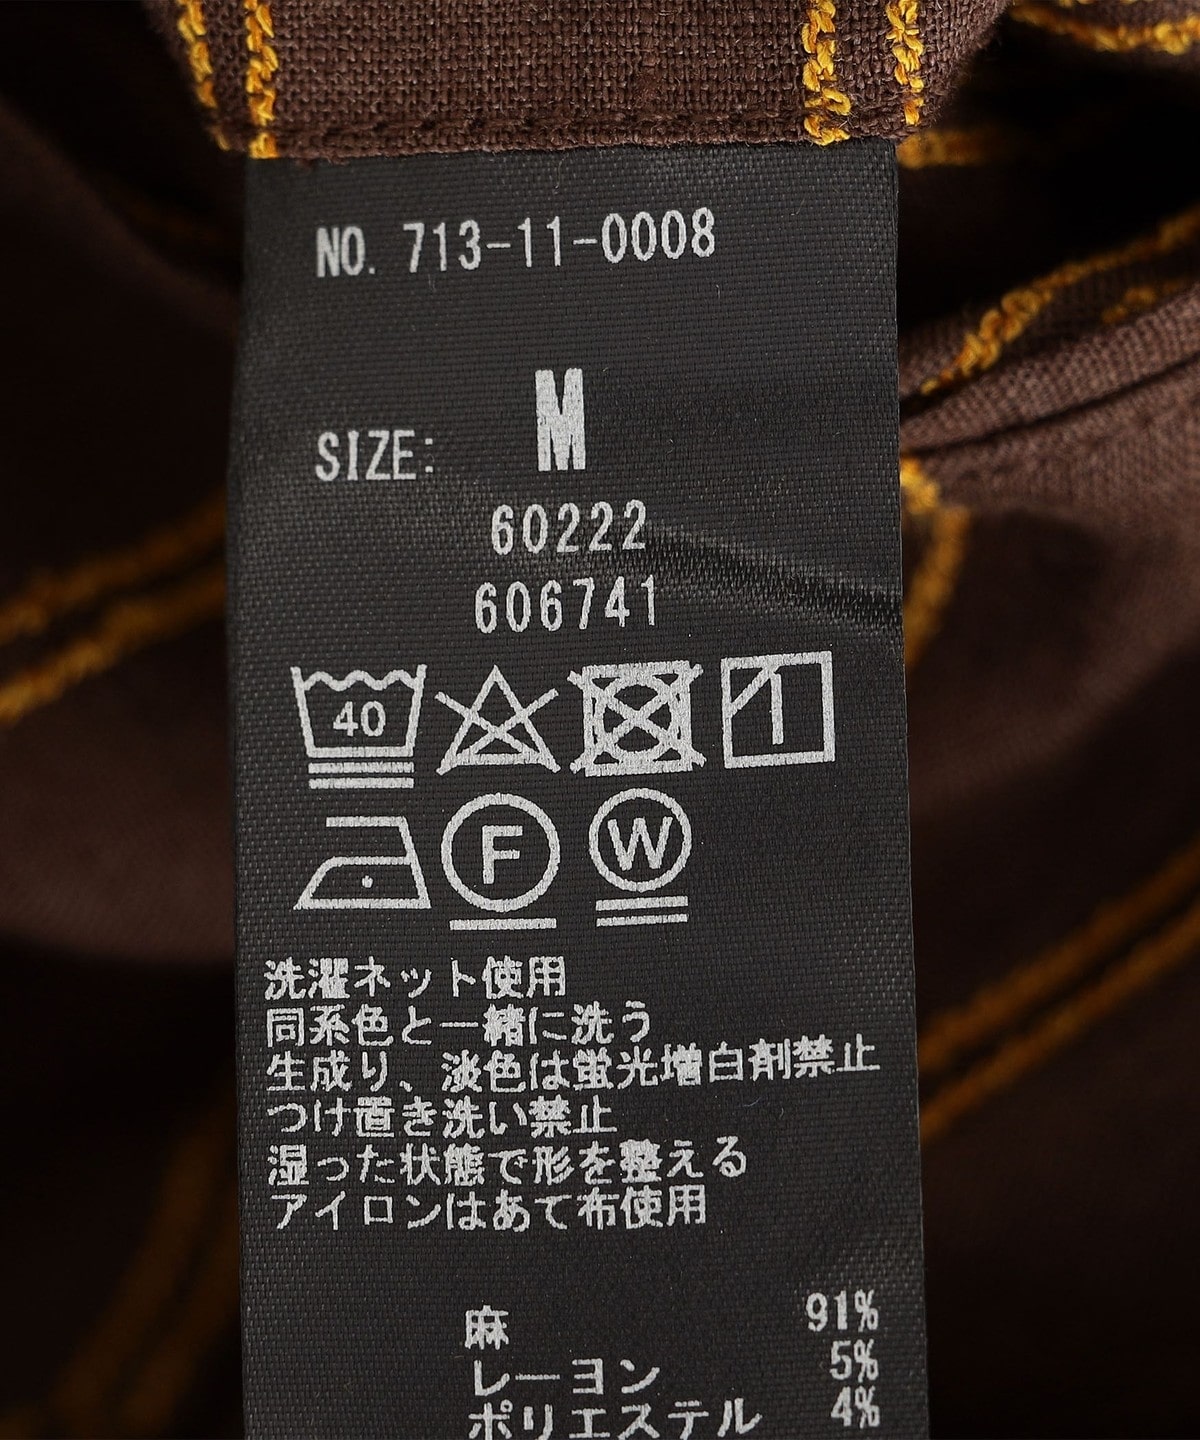 NO. 713-11-0008
SIZE: M
60222
606741
40
F W
洗濯ネット使用
同系色と一緒に洗う
生成り、淡色は蛍光増白剤禁止
つけ置き洗い禁止
湿った状態で形を整える
アイロンはあて布使用
麻 91%
レーヨン 5%
ポリエステル 4%